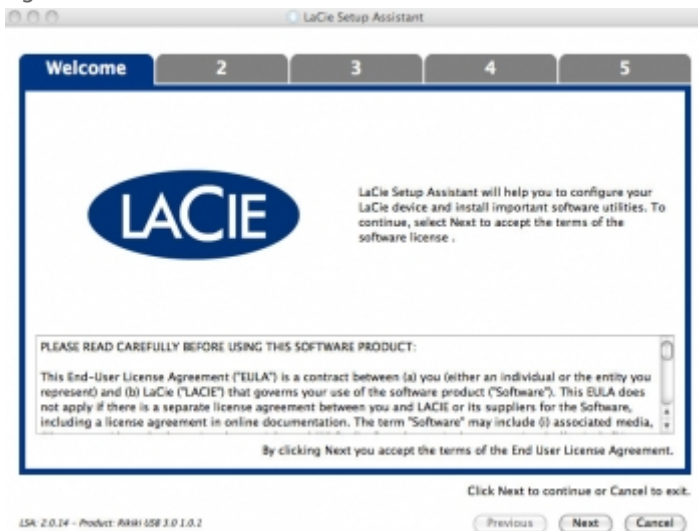 LaCie Setup Assistant
Welcome 2 3 4 5
LACIE
LaCie Setup Assistant will help you to configure your
LaCie device and install important software utilities. To
continue, select Next to accept the terms of the
software license .
PLEASE READ CAREFULLY BEFORE USING THIS SOFTWARE PRODUCT:
This End-User License Agreement ("EULA") is a contract between (a) you (either an individual or the entity you
represent) and (b) LaCie ("LACIE") that governs your use of the software product ("Software"). This EULA does
not apply if there is a separate license agreement between you and LACIE or its suppliers for the Software,
including a license agreement in online documentation. The term "Software" may include (i) associated media,
By clicking Next you accept the terms of the End User License Agreement.
Click Next to continue or Cancel to exit.
LSA: 2.0.14 - Product: Rikiki USB 3.0 1.0.2
Previous Next Cancel